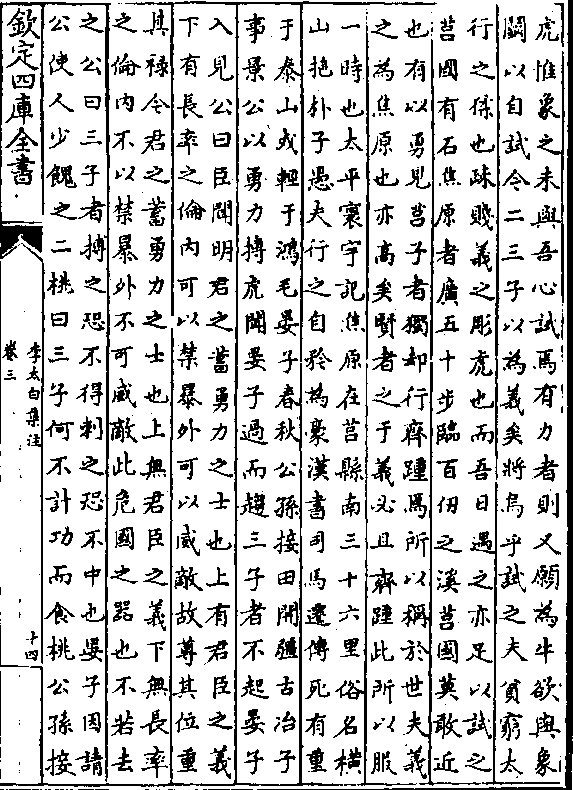 虎惟象之未與吾心試焉有力者則又願為牛欲與象
鬭以自試今二三子以為義矣將烏乎試之夫貧窮太
行之獶也疎賤義之彫虎也而吾日遇之亦足以試之
莒國有石焦原者廣五十步臨百仞之溪莒國莫敢近
也有以勇見莒子者獨却行齊踵焉所以稱於世夫義
之為焦原也亦高矣賢者之于義必且齊踵此所以服
一時也太平寰宇記焦原在莒縣南三十六里俗名横
山抱朴子憑夫行之自矜為豪漢書司馬遷傳死有重
于泰山或輕于鴻毛晏子春秋公孫接田開疆古冶子
事景公以勇力搏虎聞晏子過而趨三子者不起晏子
入見公曰臣聞明君之蓄勇力之士也上有君臣之義
下有長率之倫内可以禁暴外可以威敵故尊其位重
其禄今君之蓄勇力之士也上無君臣之義下無長率
之倫内不以禁暴外不可威敵此危國之器也不若去
之公曰三子者搏之恐不得刺之恐不中也晏子因請
公使人少餽之二桃曰三子何不計功而食桃公孫接
欽定四庫全書
李太白集注
卷三
十四